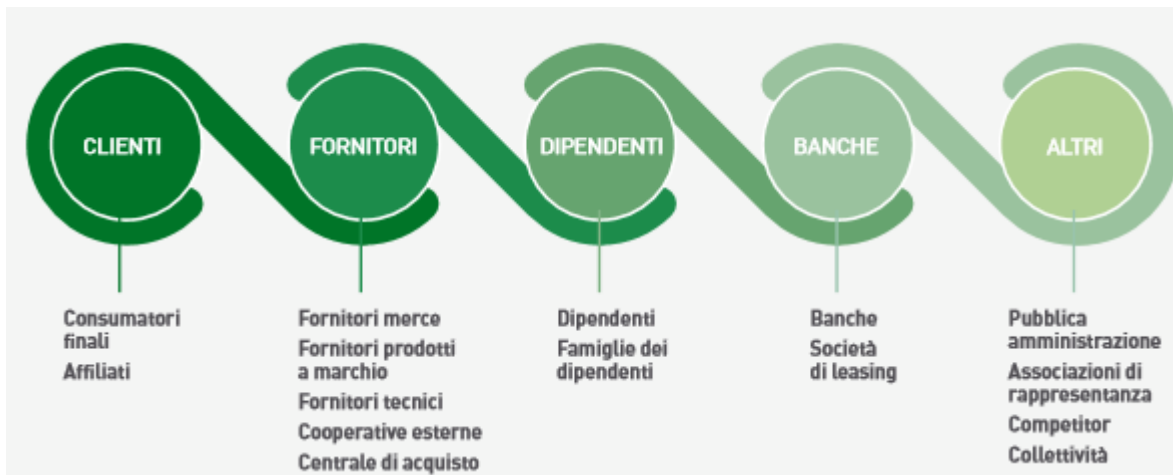 CLIENTI
FORNITORI
DIPENDENTI
BANCHE
ALTRI
Consumatori
finali
Affiliati
Fornitori merce
Fornitori prodotti
a marchio
Fornitori tecnici
Cooperative esterne
Centrale di acquisto
Dipendenti
Famiglie dei
dipendenti
Banche
Società
di leasing
Pubblica
amministrazione
Associazioni di
rappresentanza
Competitor
Collettività